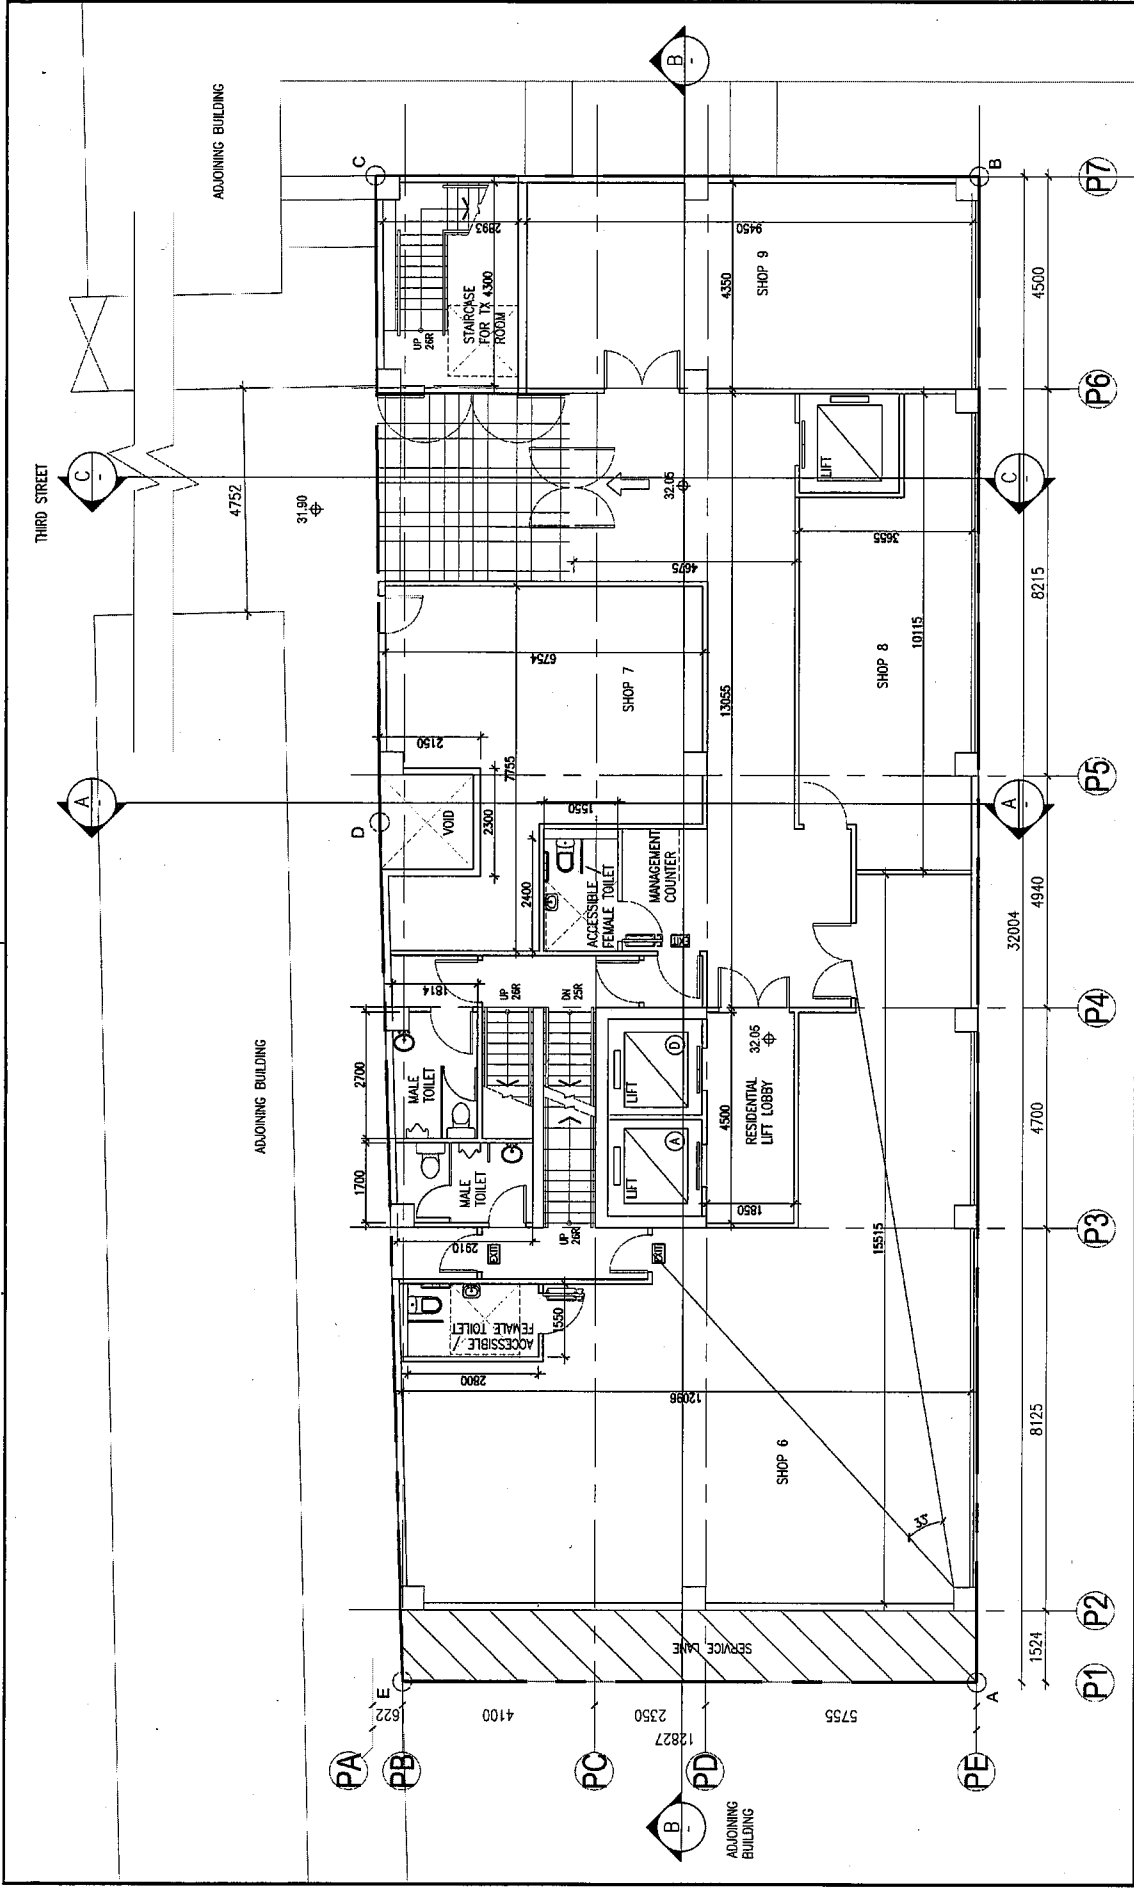 THIRD STREET
ADJOINING BUILDING
ADJOINING BUILDING
ADJOINING
BUILDING
A
C
B
B
C
A
-
-
-
-
-
-
E
D
C
A
B
4752
31.90
1700
2700
1814
2910
MALE
TOILET
MALE
TOILET
ACCESSIBLE
FEMALE TOILET
2800
1550
EXIT
EXIT
EXIT
UP
26R
UP
26R
DN
25R
VOID
2150
2300
7755
2400
1550
ACCESSIBLE
FEMALE TOILET
MANAGEMENT
COUNTER
6754
SHOP 7
STAIRCASE
FOR TX
ROOM
4300
2893
UP
26R
LIFT
LIFT
A
D
4500
1850
RESIDENTIAL
LIFT LOBBY
32.05
13055
4675
32.05
4350
9450
SHOP 9
LIFT
3655
SHOP 8
10115
12096
SHOP 6
15515
33°
SERVICE LANE
PA
PB
PC
PD
PE
622
4100
2350
5755
12827
32004
1524
8125
4700
4940
8215
4500
P1
P2
P3
P4
P5
P6
P7